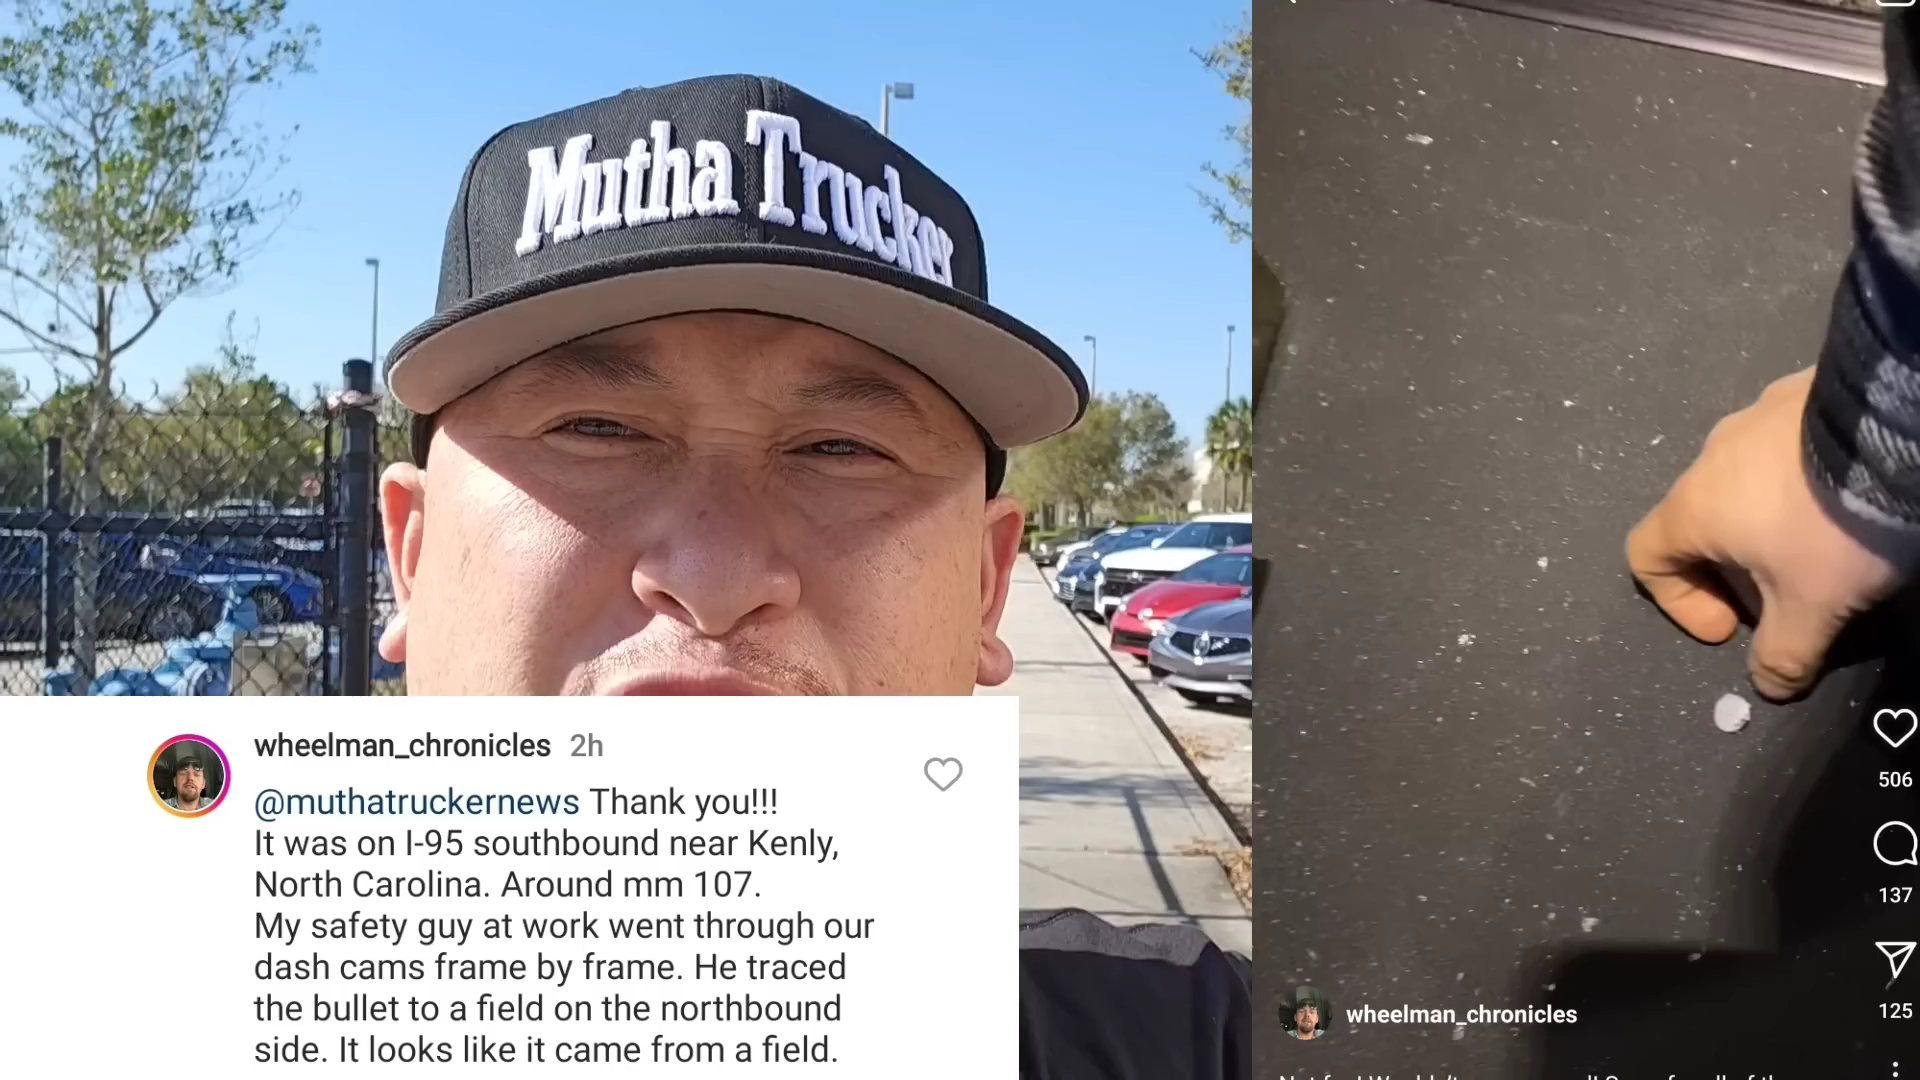 Mutha Trucker
wheelman_chronicles 2h
@muthatruckernews Thank you!!!
It was on I-95 southbound near Kenly,
North Carolina. Around mm 107.
My safety guy at work went through our
dash cams frame by frame. He traced
the bullet to a field on the northbound
side. It looks like it came from a field.
506
137
125
wheelman_chronicles